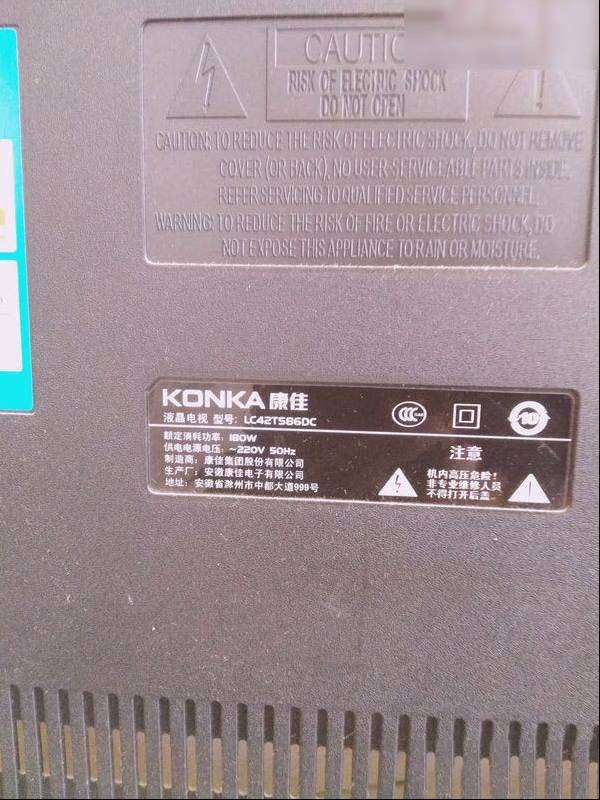 CAUTIO
RISK OF ELECTRIC SHOCK
DO NOT OPEN
CAUTION: TO REDUCE THE RISK OF ELECTRIC SHOCK, DO NOT REMOVE
COVER (OR BACK), NO USER-SERVICEABLE PARTS INSIDE.
REFER SERVICING TO QUALIFIED SERVICE PERSONNEL.
WARNING: TO REDUCE THE RISK OF FIRE OR ELECTRIC SHOCK, DO
NOT EXPOSE THIS APPLIANCE TO RAIN OR MOISTURE.
KONKA 康佳
液晶电视 型号: LC42TS86DC
额定消耗功率: 180W
供电电源电压: ~220V 50Hz
制造商: 康佳集团股份有限公司
生产厂: 安徽康佳电子有限公司
地址: 安徽省滁州市中都大道999号
注意
机内高压危险!
非专业维修人员
不得打开后盖